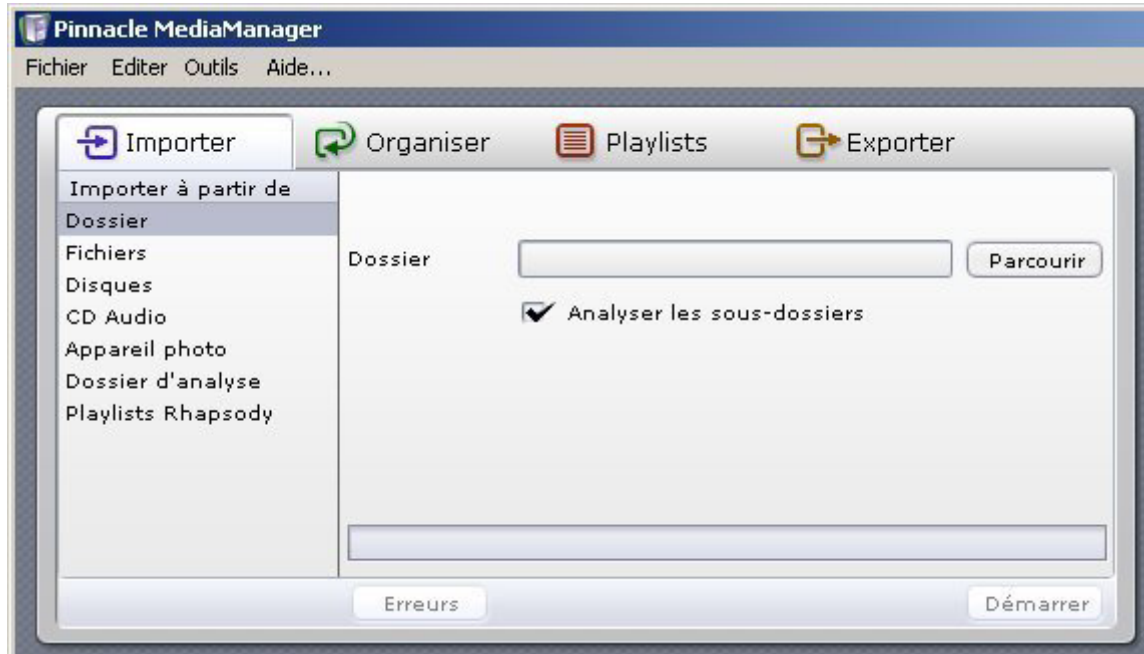 Pinnacle MediaManager
Fichier Editer Outils Aide...
Importer Organiser Playlists Exporter
Importer à partir de
Dossier
Fichiers
Disques
CD Audio
Appareil photo
Dossier d'analyse
Playlists Rhapsody
Dossier Parcourir
Analyser les sous-dossiers
Erreurs Démarrer